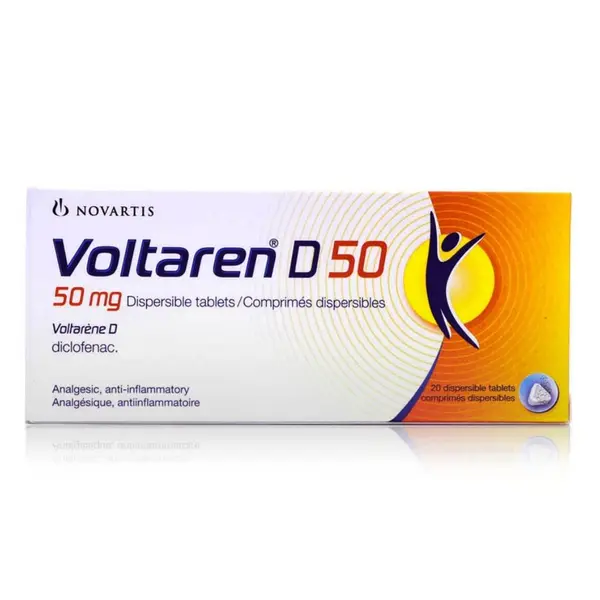 NOVARTIS
Voltaren® D 50
50 mg Dispersible tablets/Comprimés dispersibles
Voltarène D
diclofenac.
Analgesic, anti-inflammatory
Analgésique, antiinflammatoire
20 dispersible tablets
comprimés dispersibles